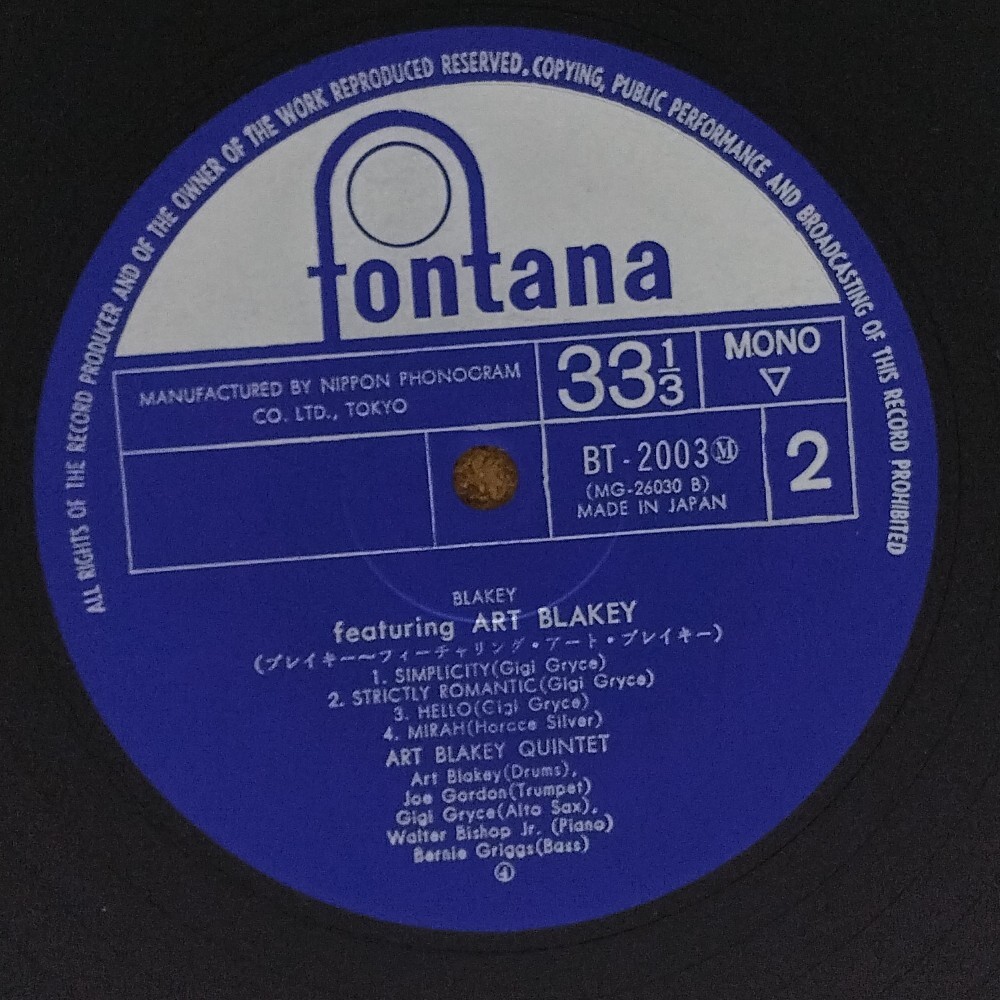 ALL RIGHTS OF THE RECORD PRODUCER AND OF THE OWNER OF THE WORK REPRODUCED RESERVED. COPYING, PUBLIC PERFORMANCE AND BROADCASTING OF THIS RECORD PROHIBITED
fontana
MANUFACTURED BY NIPPON PHONOGRAM
CO. LTD., TOKYO
33 1/3
MONO
▽
BT-2003Ⓜ
(MG-26030 B)
MADE IN JAPAN
2
BLAKEY
featuring ART BLAKEY
(ブレイキー〜フィーチャリング・アート・ブレイキー)
1. SIMPLICITY(Gigi Gryce)
2. STRICTLY ROMANTIC(Gigi Gryce)
3. HELLO(Gigi Gryce)
4. MIRAH(Horace Silver)
ART BLAKEY QUINTET
Art Blakey(Drums),
Joe Gordon(Trumpet)
Gigi Gryce(Alto Sax),
Walter Bishop Jr. (Piano)
Bernie Griggs(Bass)
④